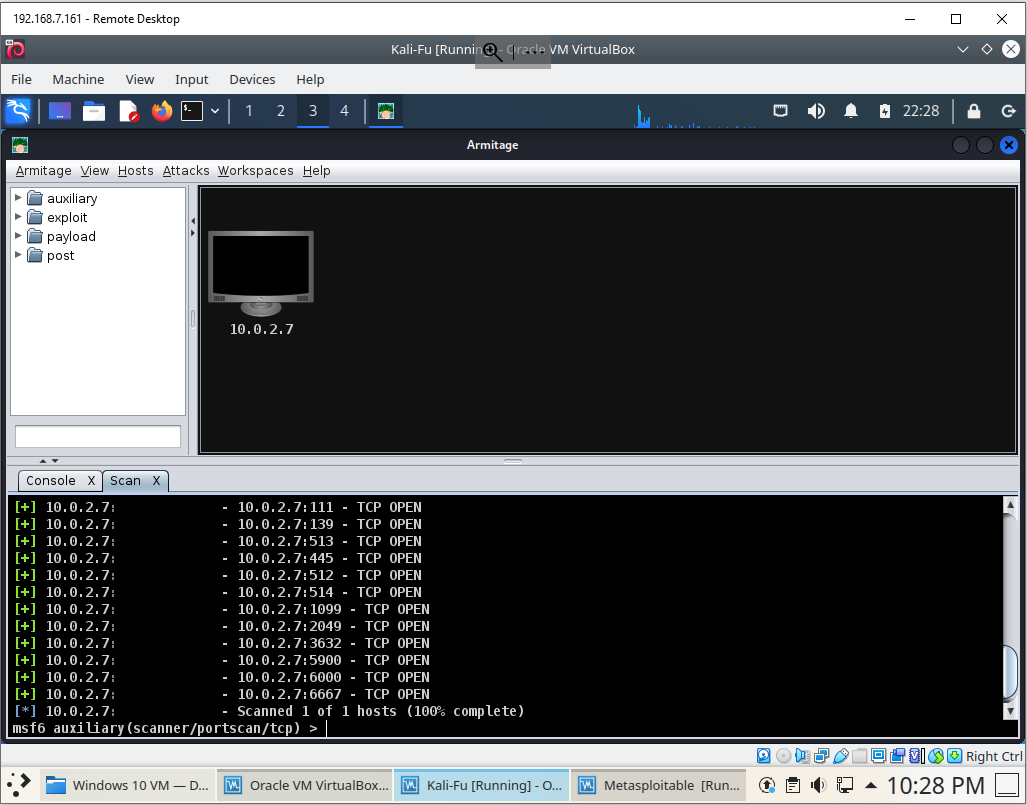 192.168.7.161 - Remote Desktop
Kali-Fu [Running] - Oracle VM VirtualBox
File Machine View Input Devices Help
1 2 3 4 22:28
Armitage
Armitage View Hosts Attacks Workspaces Help
auxiliary
exploit
payload
post
10.0.2.7
Console X Scan X
[+] 10.0.2.7: - 10.0.2.7:111 - TCP OPEN
[+] 10.0.2.7: - 10.0.2.7:139 - TCP OPEN
[+] 10.0.2.7: - 10.0.2.7:513 - TCP OPEN
[+] 10.0.2.7: - 10.0.2.7:445 - TCP OPEN
[+] 10.0.2.7: - 10.0.2.7:512 - TCP OPEN
[+] 10.0.2.7: - 10.0.2.7:514 - TCP OPEN
[+] 10.0.2.7: - 10.0.2.7:1099 - TCP OPEN
[+] 10.0.2.7: - 10.0.2.7:2049 - TCP OPEN
[+] 10.0.2.7: - 10.0.2.7:3632 - TCP OPEN
[+] 10.0.2.7: - 10.0.2.7:5900 - TCP OPEN
[+] 10.0.2.7: - 10.0.2.7:6000 - TCP OPEN
[+] 10.0.2.7: - 10.0.2.7:6667 - TCP OPEN
[*] 10.0.2.7: - Scanned 1 of 1 hosts (100% complete)
msf6 auxiliary(scanner/portscan/tcp) >
Right Ctrl
Windows 10 VM — D... Oracle VM VirtualBox... Kali-Fu [Running] - O... Metasploitable [Run... 10:28 PM